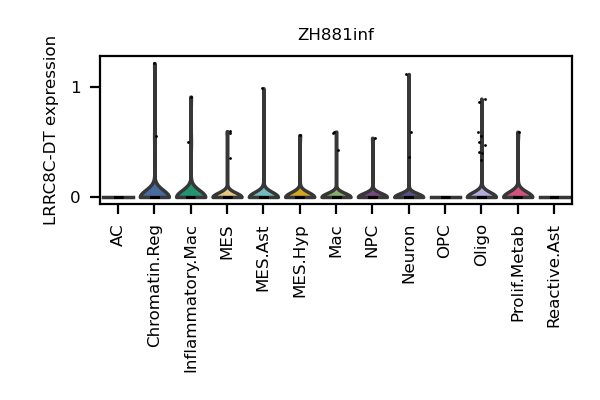 ZH881inf
LRRC8C-DT expression
1
0
AC
Chromatin.Reg
Inflammatory.Mac
MES
MES.Ast
MES.Hyp
Mac
NPC
Neuron
OPC
Oligo
Prolif.Metab
Reactive.Ast